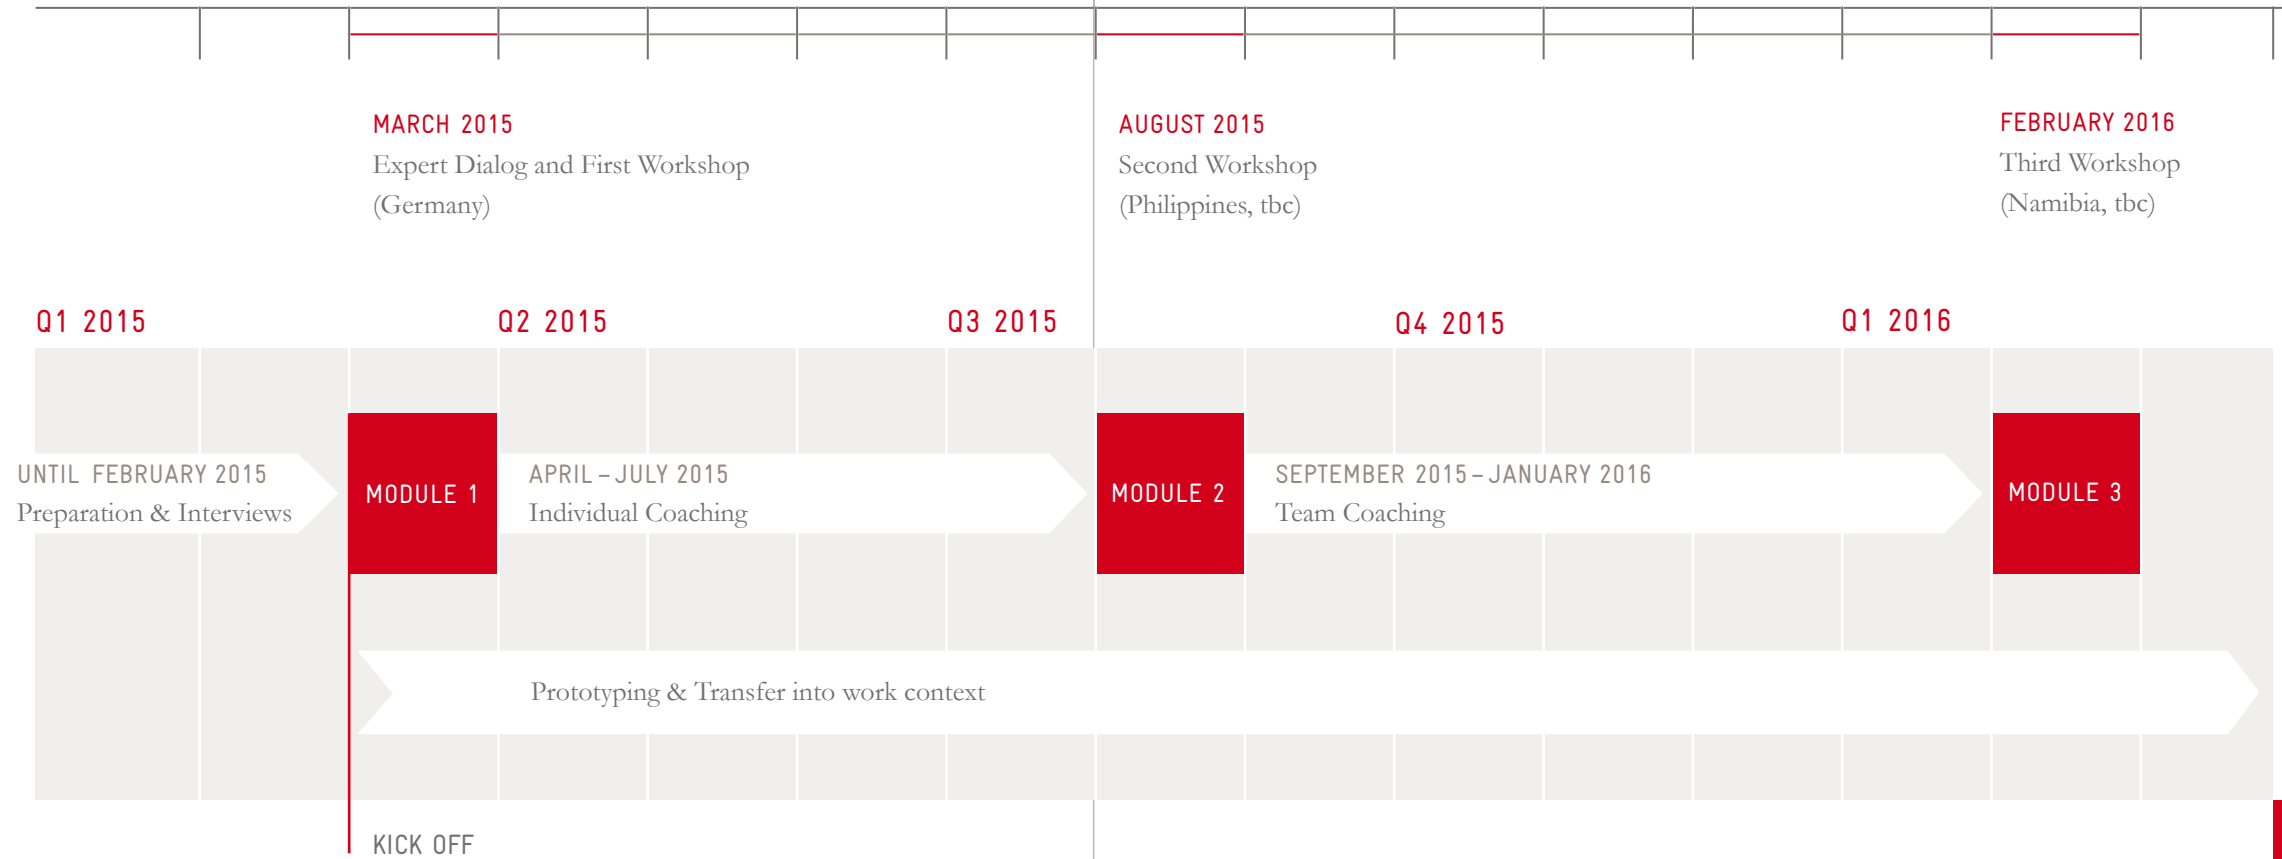 MARCH 2015
Expert Dialog and First Workshop
(Germany)
AUGUST 2015
Second Workshop
(Philippines, tbc)
FEBRUARY 2016
Third Workshop
(Namibia, tbc)
Q1 2015
Q2 2015
Q3 2015
Q4 2015
Q1 2016
UNTIL FEBRUARY 2015
Preparation & Interviews
MODULE 1
APRIL – JULY 2015
Individual Coaching
MODULE 2
SEPTEMBER 2015 – JANUARY 2016
Team Coaching
MODULE 3
Prototyping & Transfer into work context
KICK OFF